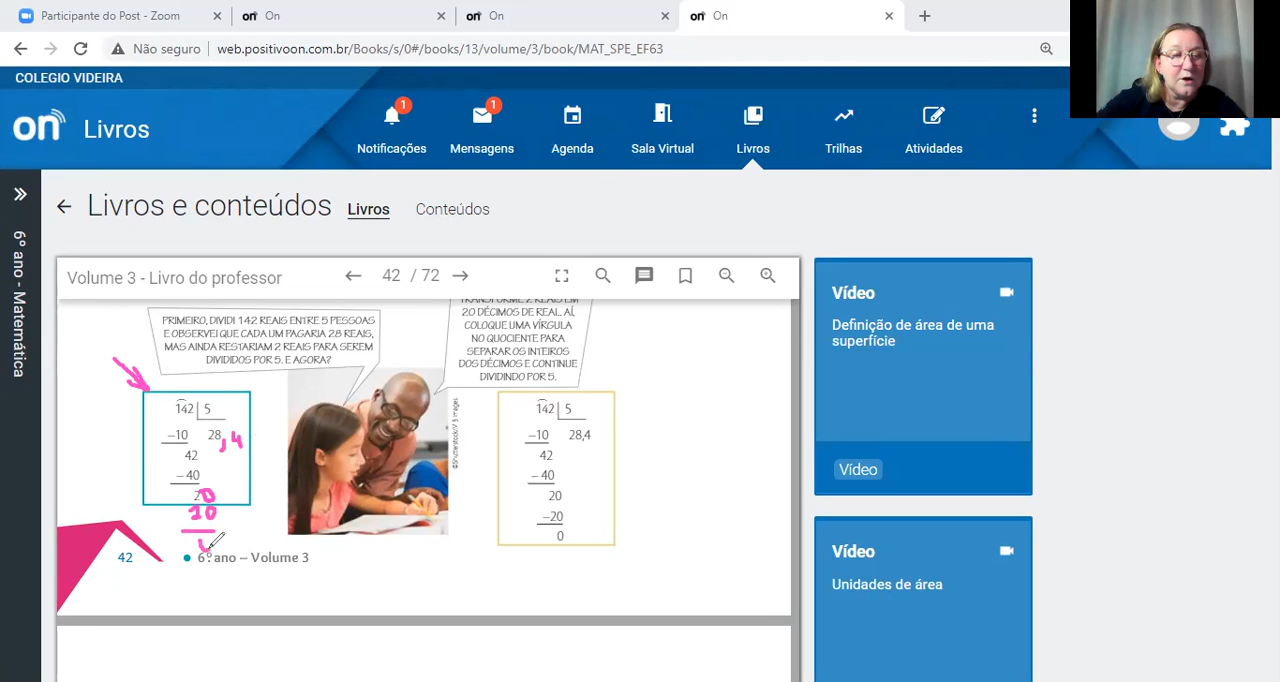 Participante do Post - Zoom
On
On
On
Não seguro
web.positivoon.com.br/Books/s/0#/books/13/volume/3/book/MAT_SPE_EF63
COLEGIO VIDEIRA
on
Livros
1
1
Notificações
Mensagens
Agenda
Sala Virtual
Livros
Trilhas
Atividades
6º ano - Matemática
Livros e conteúdos
Livros
Conteúdos
Volume 3 - Livro do professor
42 / 72
PRIMEIRO, DIVIDI 142 REAIS ENTRE 5 PESSOAS
E OBSERVEI QUE CADA UM PAGARIA 28 REAIS,
MAS AINDA RESTARIAM 2 REAIS PARA SEREM
DIVIDIDOS POR 5. E AGORA?
TRANSFORME 2 REAIS EM
20 DÉCIMOS DE REAL. AÍ,
COLOQUE UMA VÍRGULA
NO QUOCIENTE PARA
SEPARAR OS INTEIROS
DOS DÉCIMOS E CONTINUE
DIVIDINDO POR 5.
142 5
–10 28,4
42
–40
20
10
142 5
–10 28,4
42
–40
20
–20
0
42
6º ano – Volume 3
Vídeo
Definição de área de uma
superfície
Vídeo
Vídeo
Unidades de área